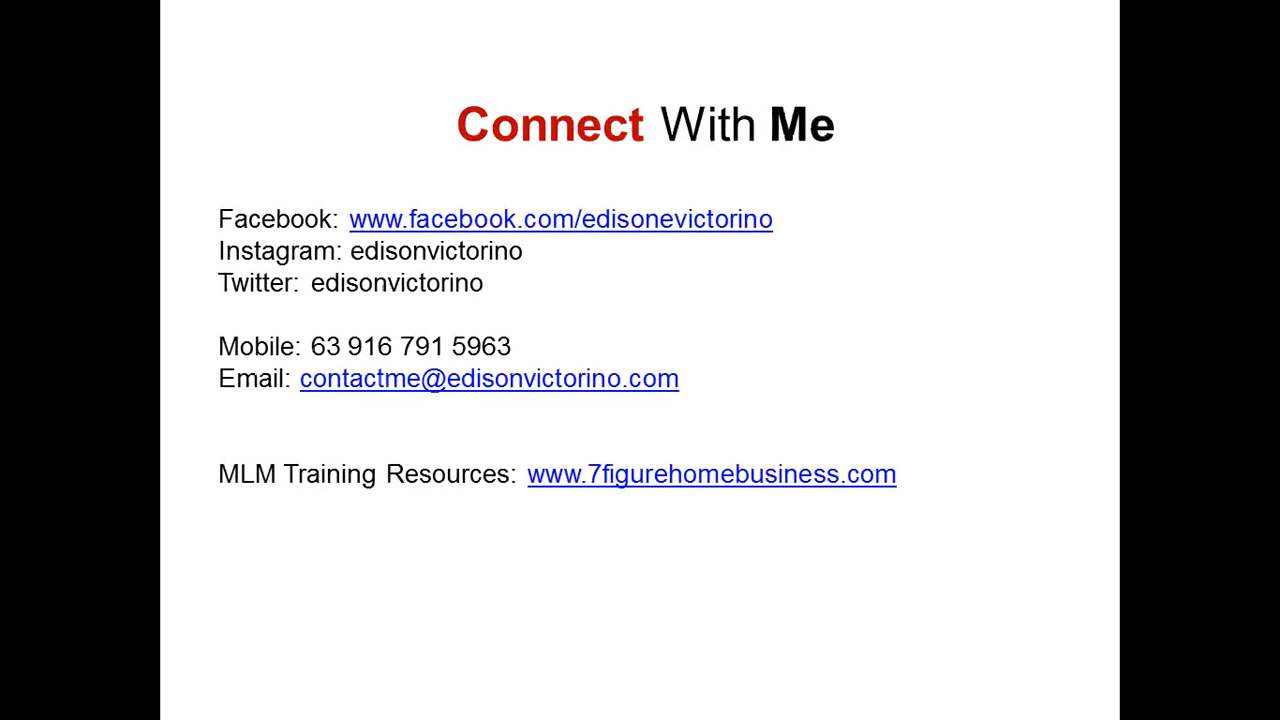 Connect With Me
Facebook: www.facebook.com/edisonevictorino
Instagram: edisonvictorino
Twitter: edisonvictorino
Mobile: 63 916 791 5963
Email: contactme@edisonvictorino.com
MLM Training Resources: www.7figurehomebusiness.com